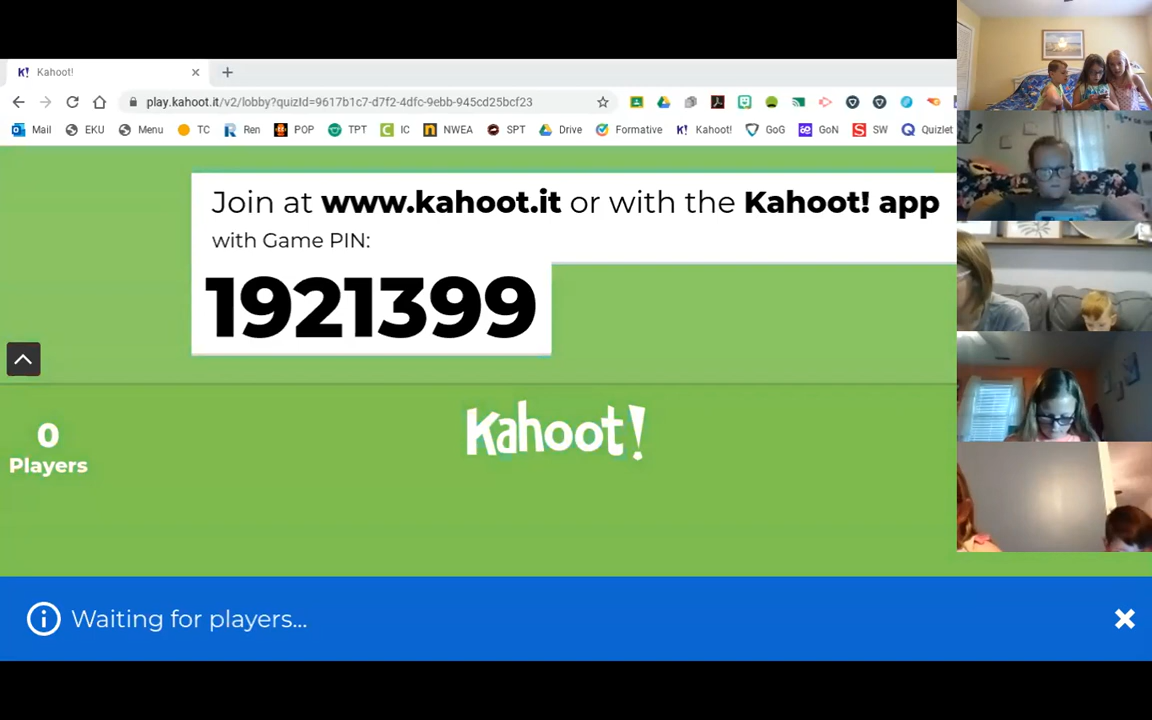 K! Kahoot!
play.kahoot.it/v2/lobby?quizId=9617b1c7-d7f2-4dfc-9ebb-945cd25bcf23
Mail EKU Menu TC Ren POP TPT IC NWEA SPT Drive Formative K! Kahoot! GoG GoN SW Quizlet
Join at www.kahoot.it or with the Kahoot! app
with Game PIN:
1921399
Kahoot!
0
Players
Waiting for players...